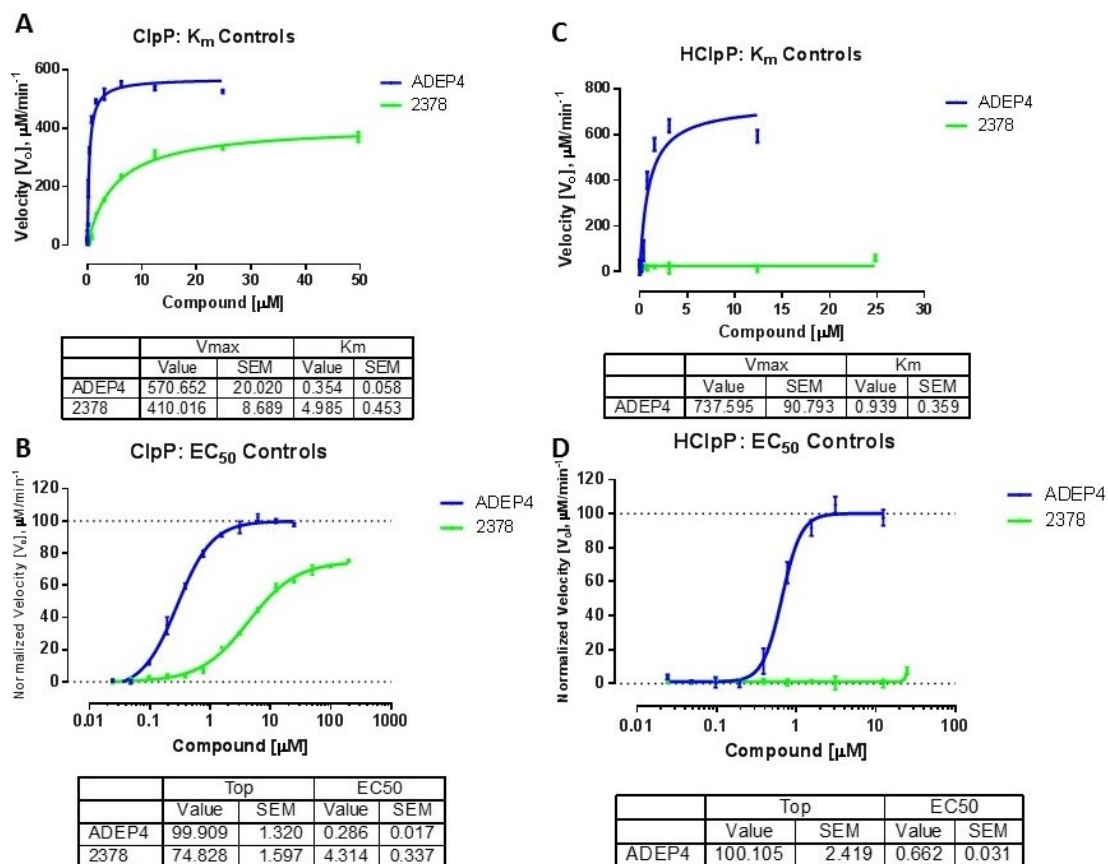 A
ClpP: Km Controls
600
400
200
0
Velocity [Vo], µM/min-1
0 10 20 30 40 50
Compound [µM]
ADEP4
2378
Vmax Km
Value SEM Value SEM
ADEP4 570.652 20.020 0.354 0.058
2378 410.016 8.689 4.985 0.453
B
ClpP: EC50 Controls
120
100
80
60
40
20
0
Normalized Velocity [Vo], µM/min-1
0.01 0.1 1 10 100 1000
Compound [µM]
ADEP4
2378
Top EC50
Value SEM Value SEM
ADEP4 99.909 1.320 0.286 0.017
2378 74.828 1.597 4.314 0.337
C
HClpP: Km Controls
800
600
400
200
0
Velocity [Vo], µM/min-1
0 5 10 15 20 25 30
Compound [µM]
ADEP4
2378
Vmax Km
Value SEM Value SEM
ADEP4 737.595 90.793 0.939 0.359
D
HClpP: EC50 Controls
120
100
80
60
40
20
0
Normalized Velocity [Vo], µM/min-1
0.01 0.1 1 10 100
Compound [µM]
ADEP4
2378
Top EC50
Value SEM Value SEM
ADEP4 100.105 2.419 0.662 0.031